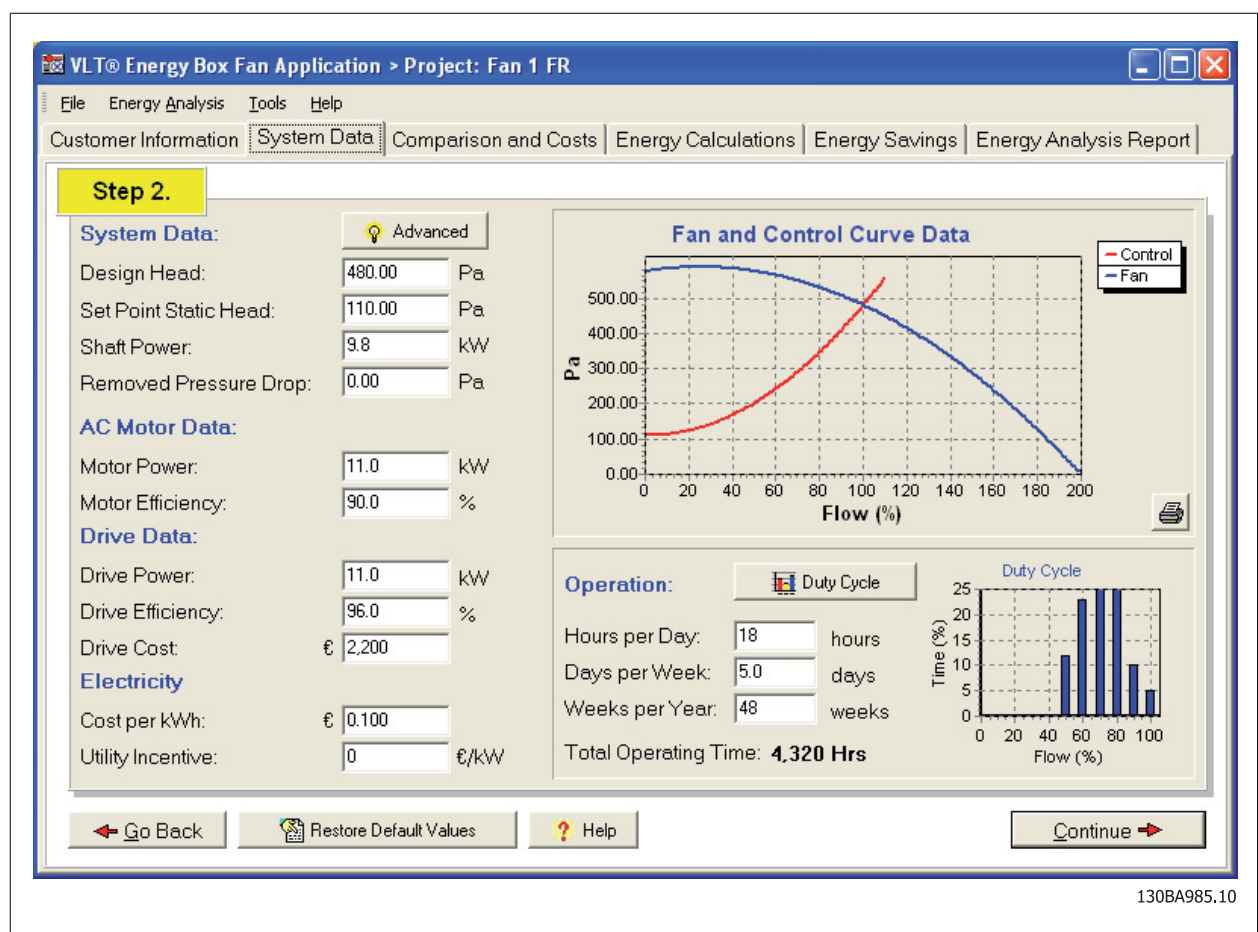 VLT® Energy Box Fan Application > Project: Fan 1 FR
File Energy Analysis Tools Help
Customer Information System Data Comparison and Costs Energy Calculations Energy Savings Energy Analysis Report
Step 2.
System Data:
Advanced
Design Head: 480.00 Pa
Set Point Static Head: 110.00 Pa
Shaft Power: 9.8 kW
Removed Pressure Drop: 0.00 Pa
AC Motor Data:
Motor Power: 11.0 kW
Motor Efficiency: 90.0 %
Drive Data:
Drive Power: 11.0 kW
Drive Efficiency: 96.0 %
Drive Cost: € 2,200
Electricity
Cost per kWh: € 0.100
Utility Incentive: 0 €/kW
Fan and Control Curve Data
Control
Fan
Pa
500.00
400.00
300.00
200.00
100.00
0.00
0 20 40 60 80 100 120 140 160 180 200
Flow (%)
Operation:
Duty Cycle
Hours per Day: 18 hours
Days per Week: 5.0 days
Weeks per Year: 48 weeks
Total Operating Time: 4,320 Hrs
Duty Cycle
Time (%)
25
20
15
10
5
0
0 20 40 60 80 100
Flow (%)
Go Back
Restore Default Values
? Help
Continue
130BA985.10